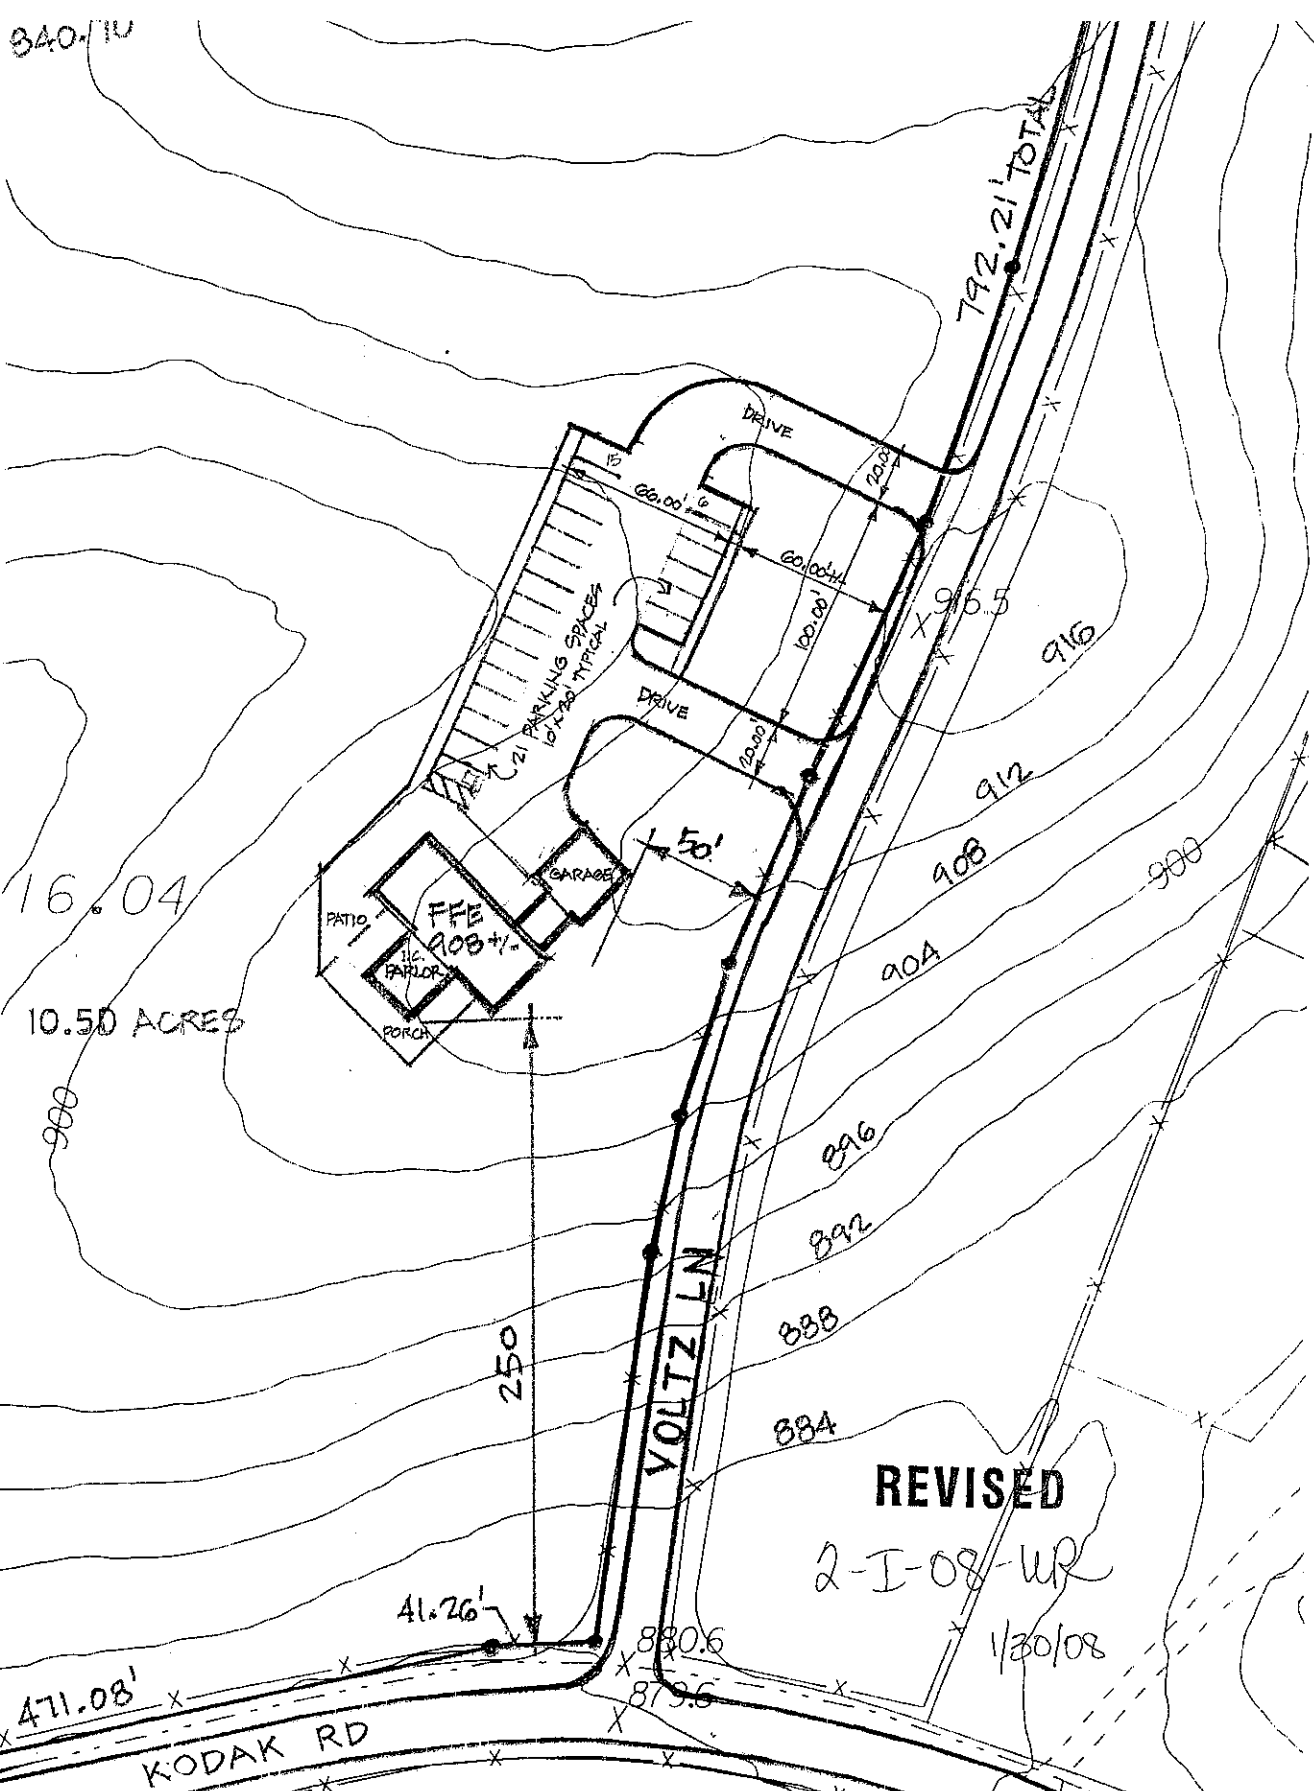 840.10
792.21' TOTAL
DRIVE
15
66.00'
6
20.00'
60.00'+/-
100.00'
916.5
916
21 PARKING SPACES
10'x20' TYPICAL
DRIVE
20.00'
912
50'
908
900
GARAGE
16.04
PATIO
FFE
908 +/-
I.C.
PARLOR
904
10.50 ACRES
PORCH
900
896
892
250
VOLTZ LN
888
884
REVISED
2-I-08-UR
1/30/08
41.26'
880.6
879.6
471.08'
KODAK RD